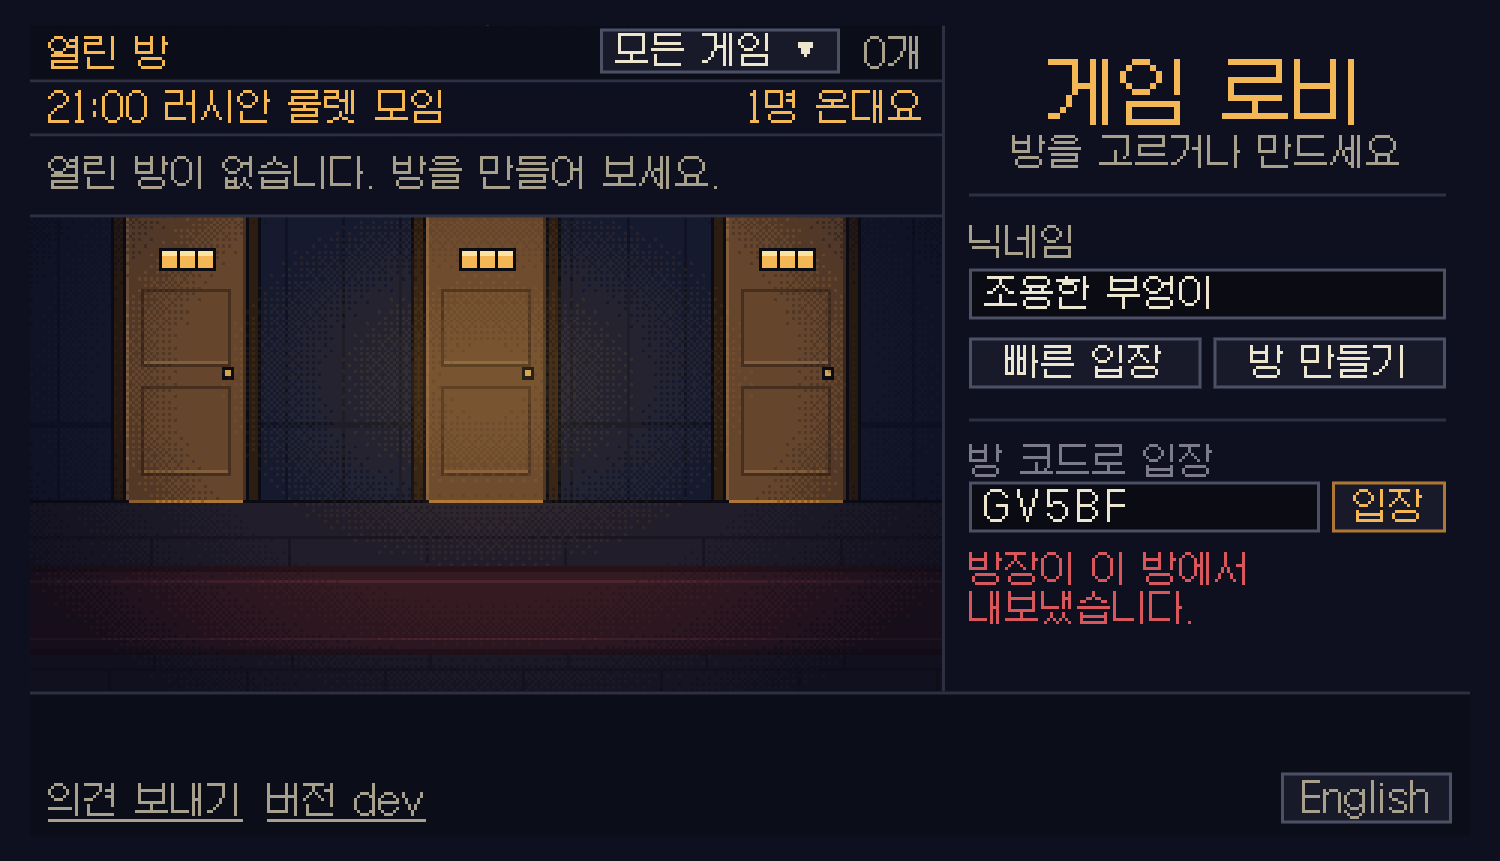 열린 방
모든 게임 ▼ 0개
21:00 러시안 룰렛 모임
1명 온대요
열린 방이 없습니다. 방을 만들어 보세요.
게임 로비
방을 고르거나 만드세요
닉네임
조용한 부엉이
빠른 입장
방 만들기
방 코드로 입장
GV5BF
입장
방장이 이 방에서
내보냈습니다.
의견 보내기
버전 dev
English